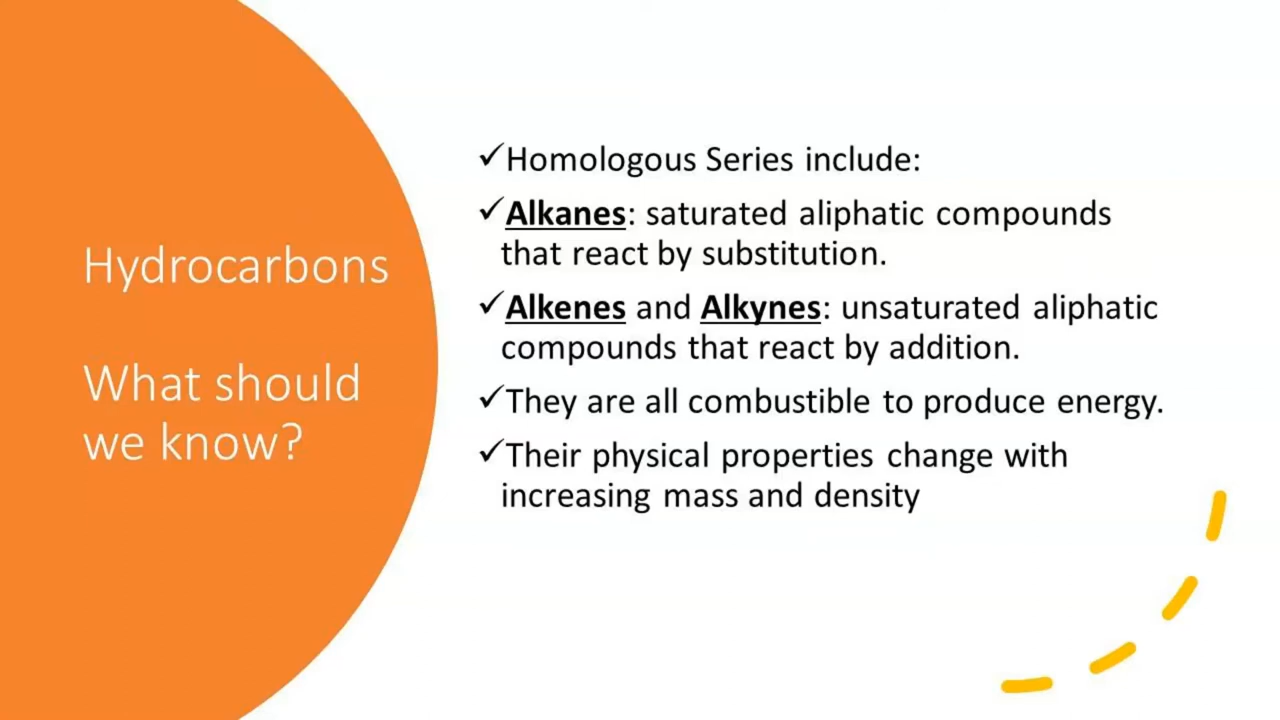 Hydrocarbons
What should
we know?
✓Homologous Series include:
✓Alkanes: saturated aliphatic compounds
that react by substitution.
✓Alkenes and Alkynes: unsaturated aliphatic
compounds that react by addition.
✓They are all combustible to produce energy.
✓Their physical properties change with
increasing mass and density